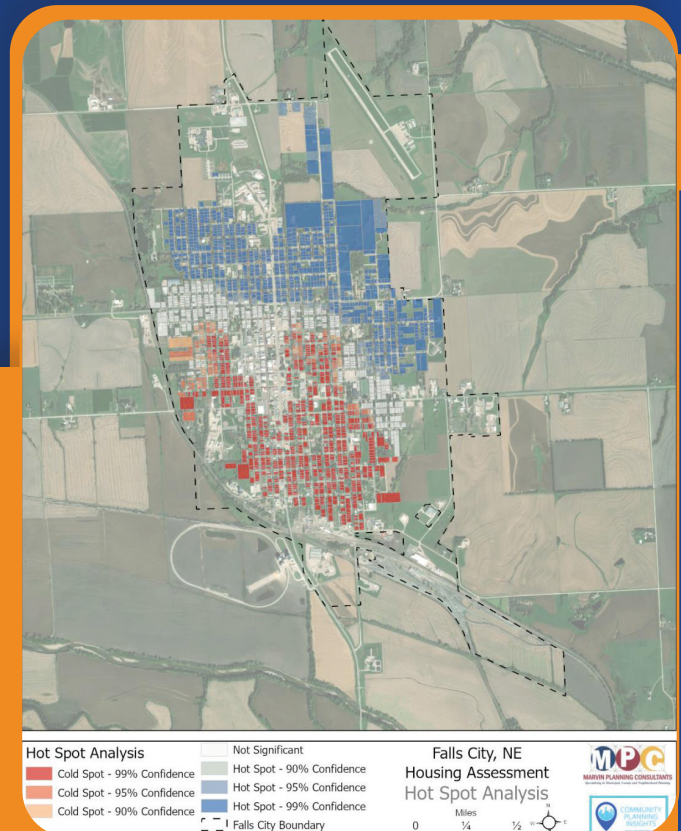 Hot Spot Analysis
Cold Spot - 99% Confidence
Cold Spot - 95% Confidence
Cold Spot - 90% Confidence
Not Significant
Hot Spot - 90% Confidence
Hot Spot - 95% Confidence
Hot Spot - 99% Confidence
Falls City Boundary
Falls City, NE
Housing Assessment
Hot Spot Analysis
Miles
0 ¼ ½
N
W E
MPC
MARVIN PLANNING CONSULTANTS
COMMUNITY
PLANNING
INSIGHTS